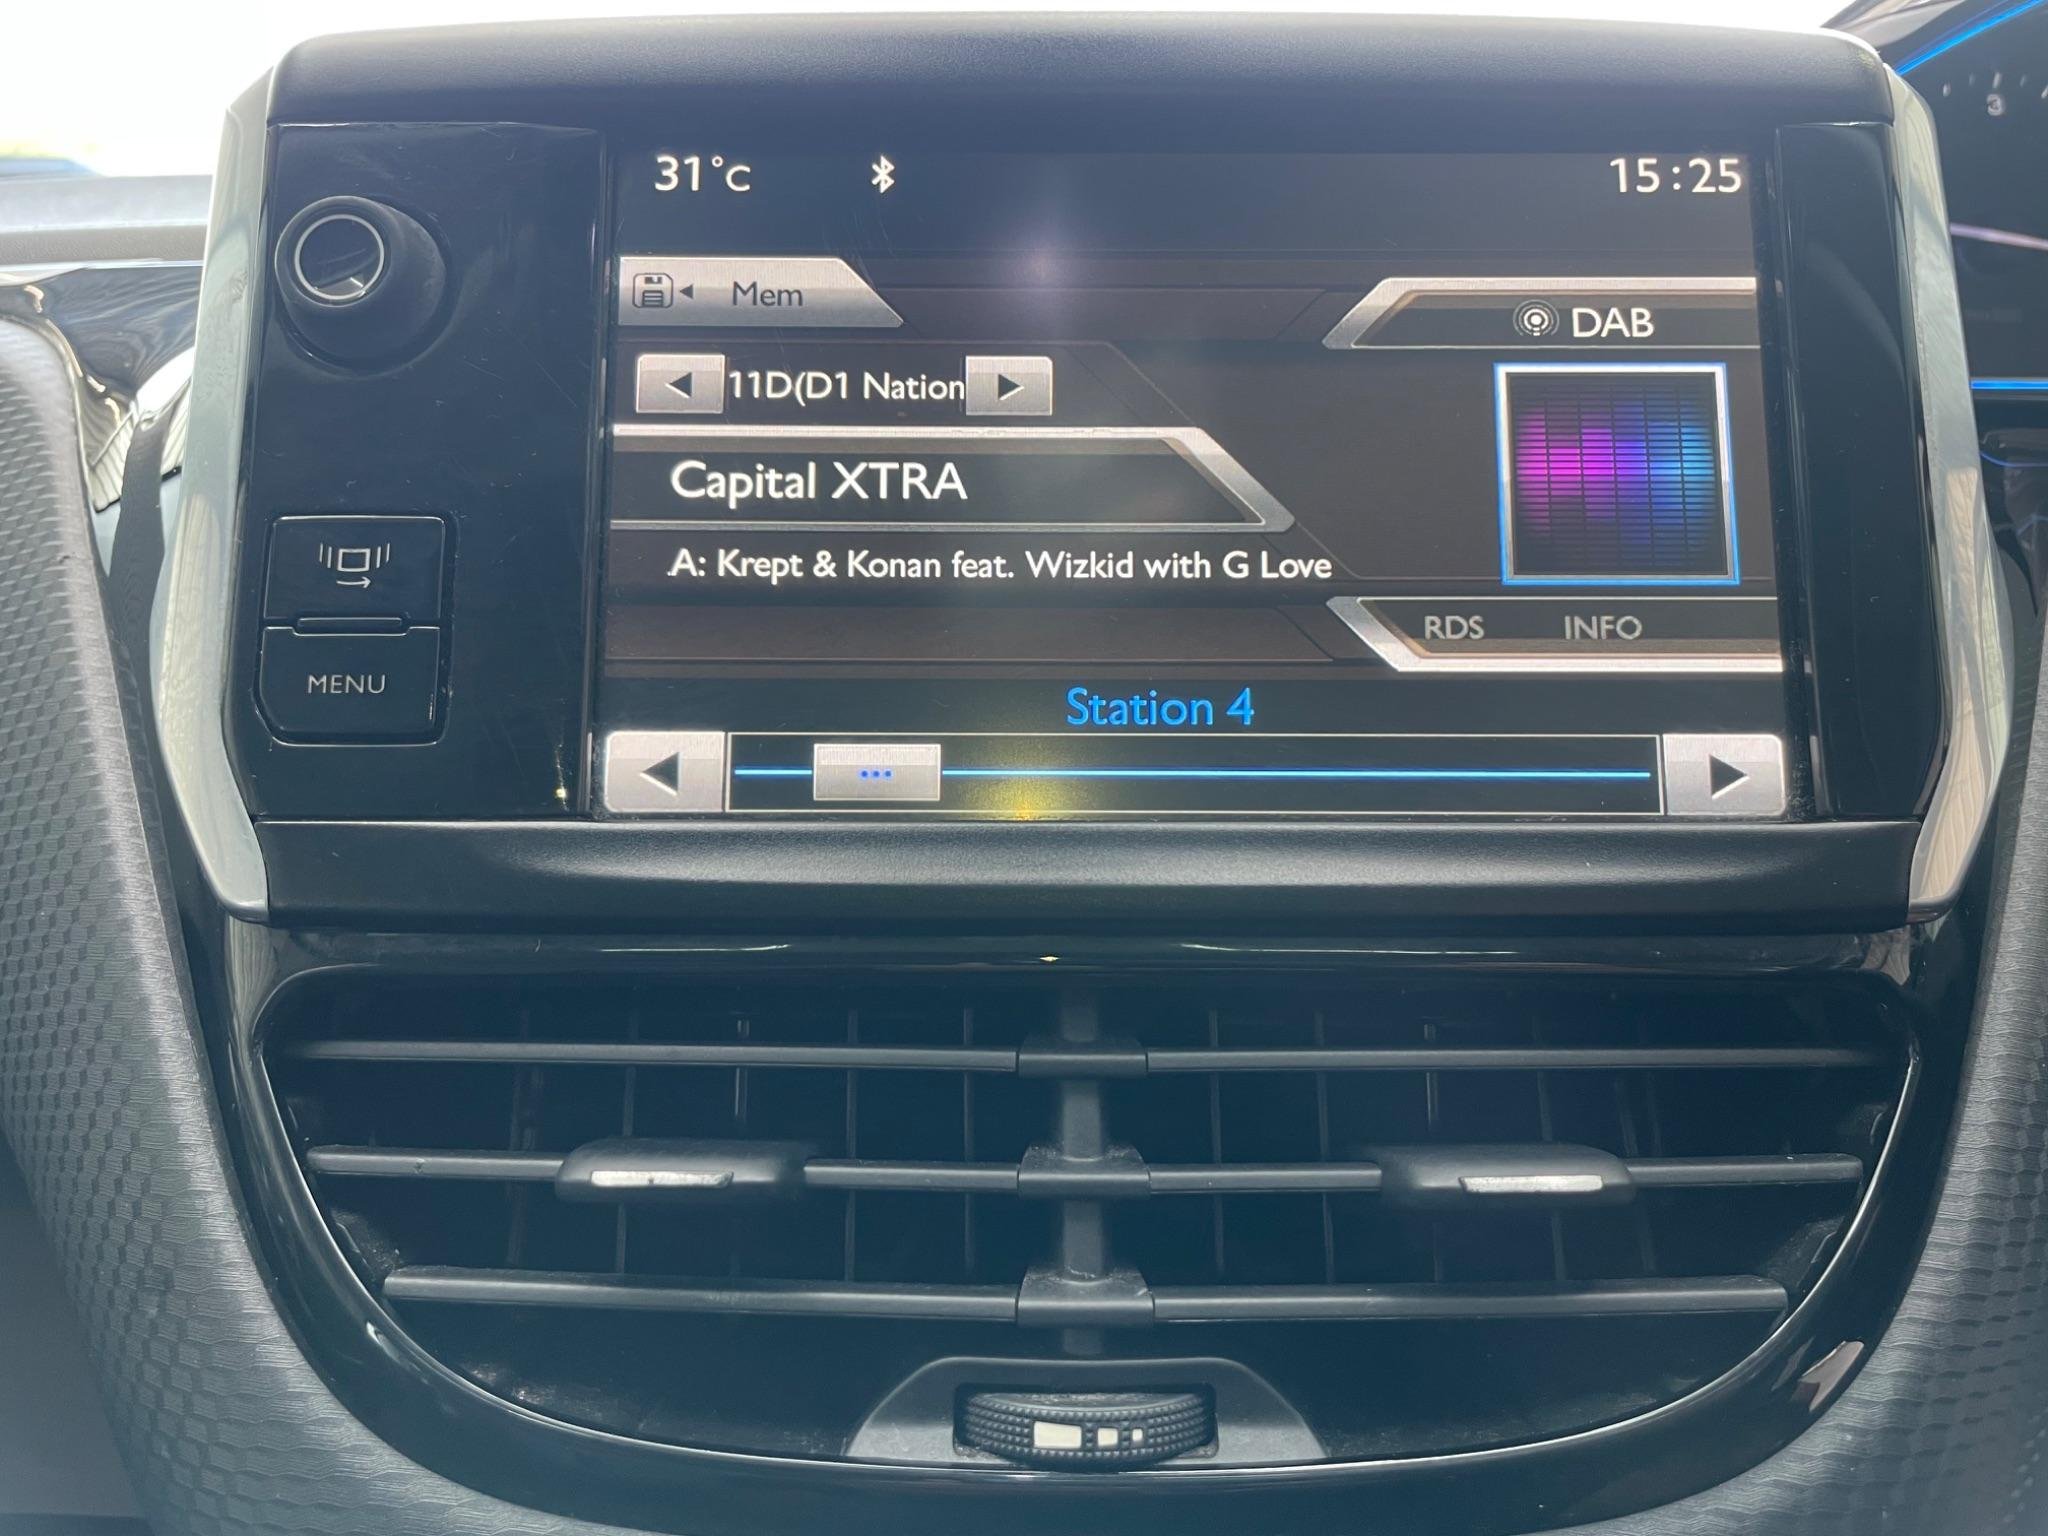 31°C 15:25
Mem
DAB
11D(D1 Nation
Capital XTRA
.A: Krept & Konan feat. Wizkid with G Love
RDS INFO
MENU
Station 4
3